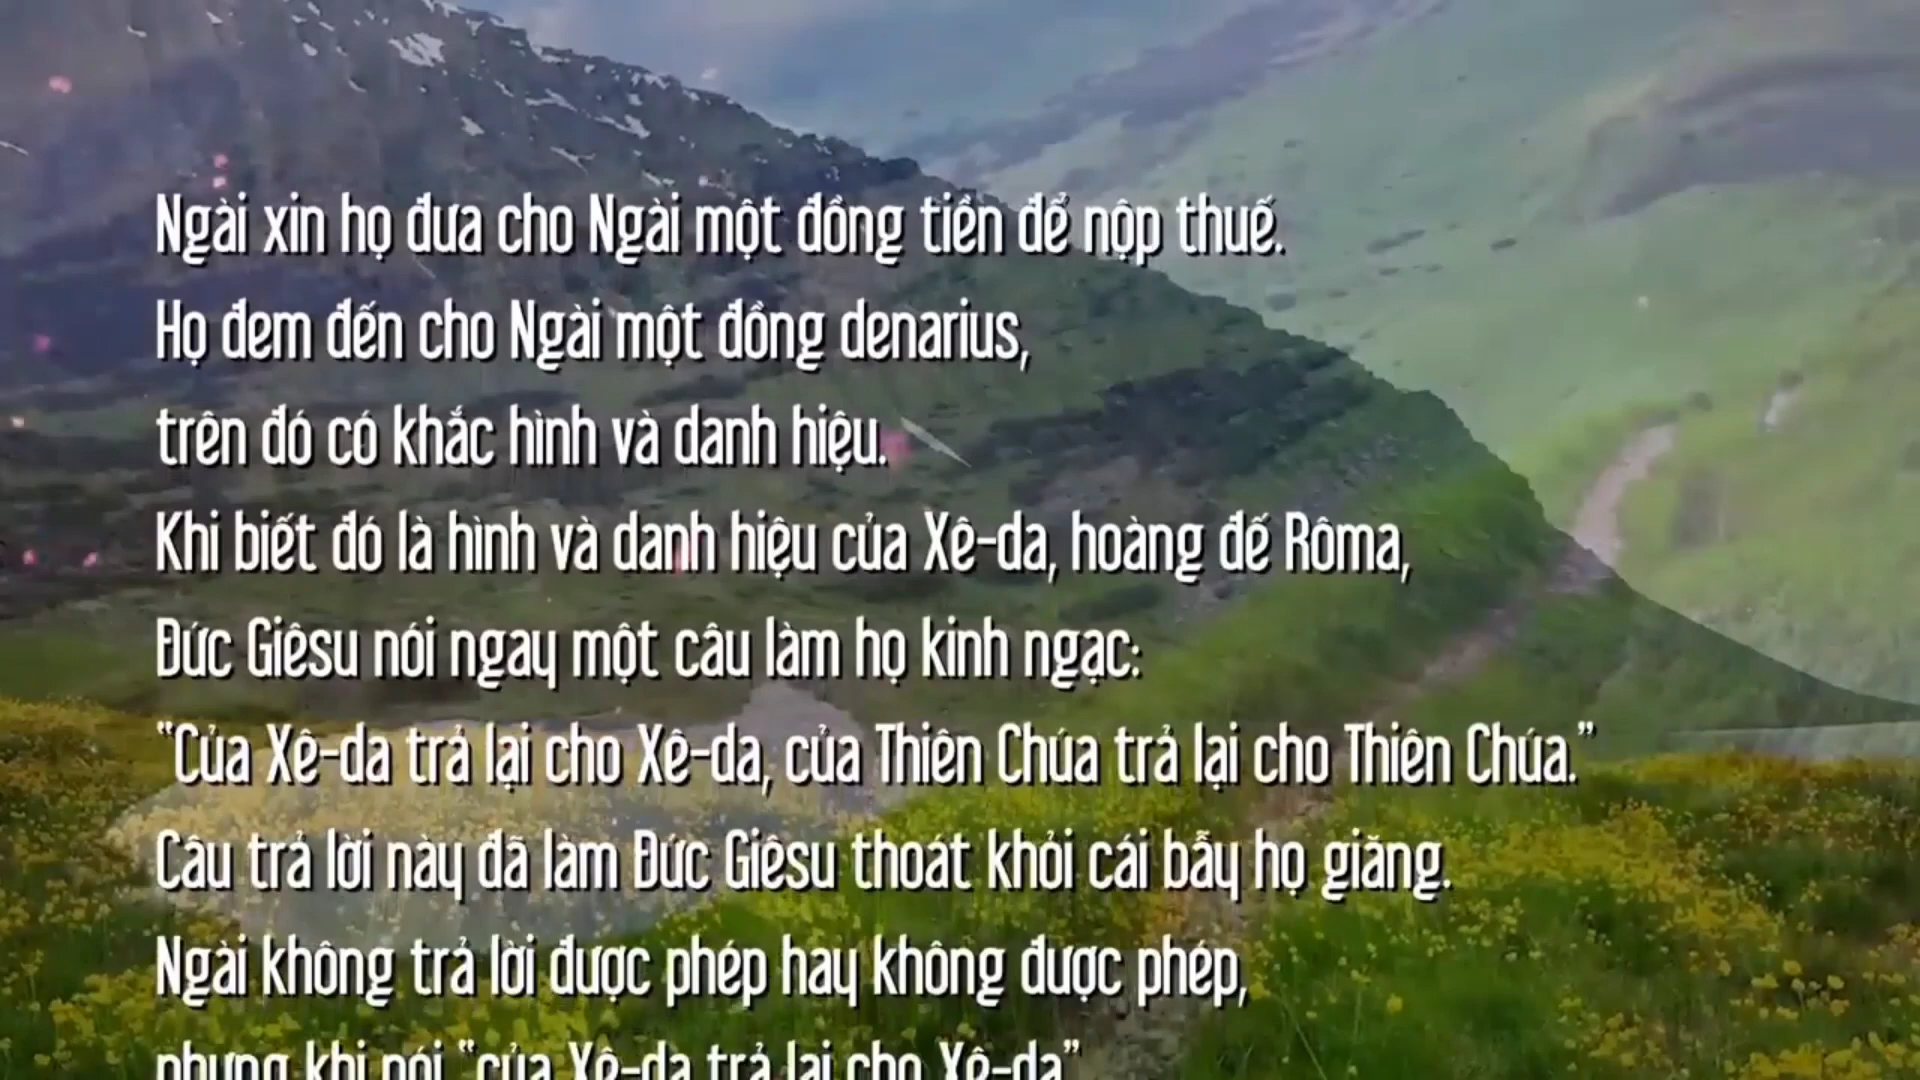 Ngài xin họ đưa cho Ngài một đồng tiền để nộp thuế.
Họ đem đến cho Ngài một đồng denarius,
trên đó có khắc hình và danh hiệu.
Khi biết đó là hình và danh hiệu của Xê-da, hoàng đế Rôma,
Đức Giêsu nói ngay một câu làm họ kinh ngạc:
“Của Xê-da trả lại cho Xê-da, của Thiên Chúa trả lại cho Thiên Chúa.”
Câu trả lời này đã làm Đức Giêsu thoát khỏi cái bẫy họ giăng.
Ngài không trả lời được phép hay không được phép,
nhưng khi nói “của Xê-da trả lại cho Xê-da”